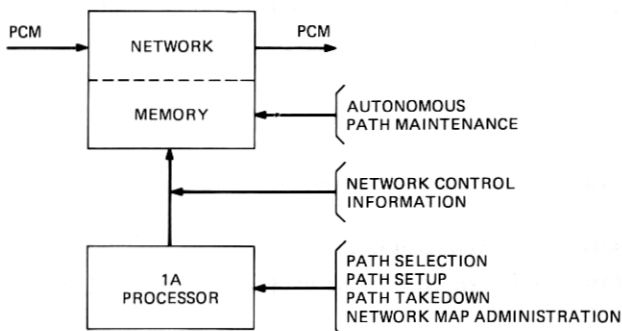 PCM
PCM
NETWORK
MEMORY
AUTONOMOUS
PATH MAINTENANCE
NETWORK CONTROL
INFORMATION
1A
PROCESSOR
PATH SELECTION
PATH SETUP
PATH TAKEDOWN
NETWORK MAP ADMINISTRATION